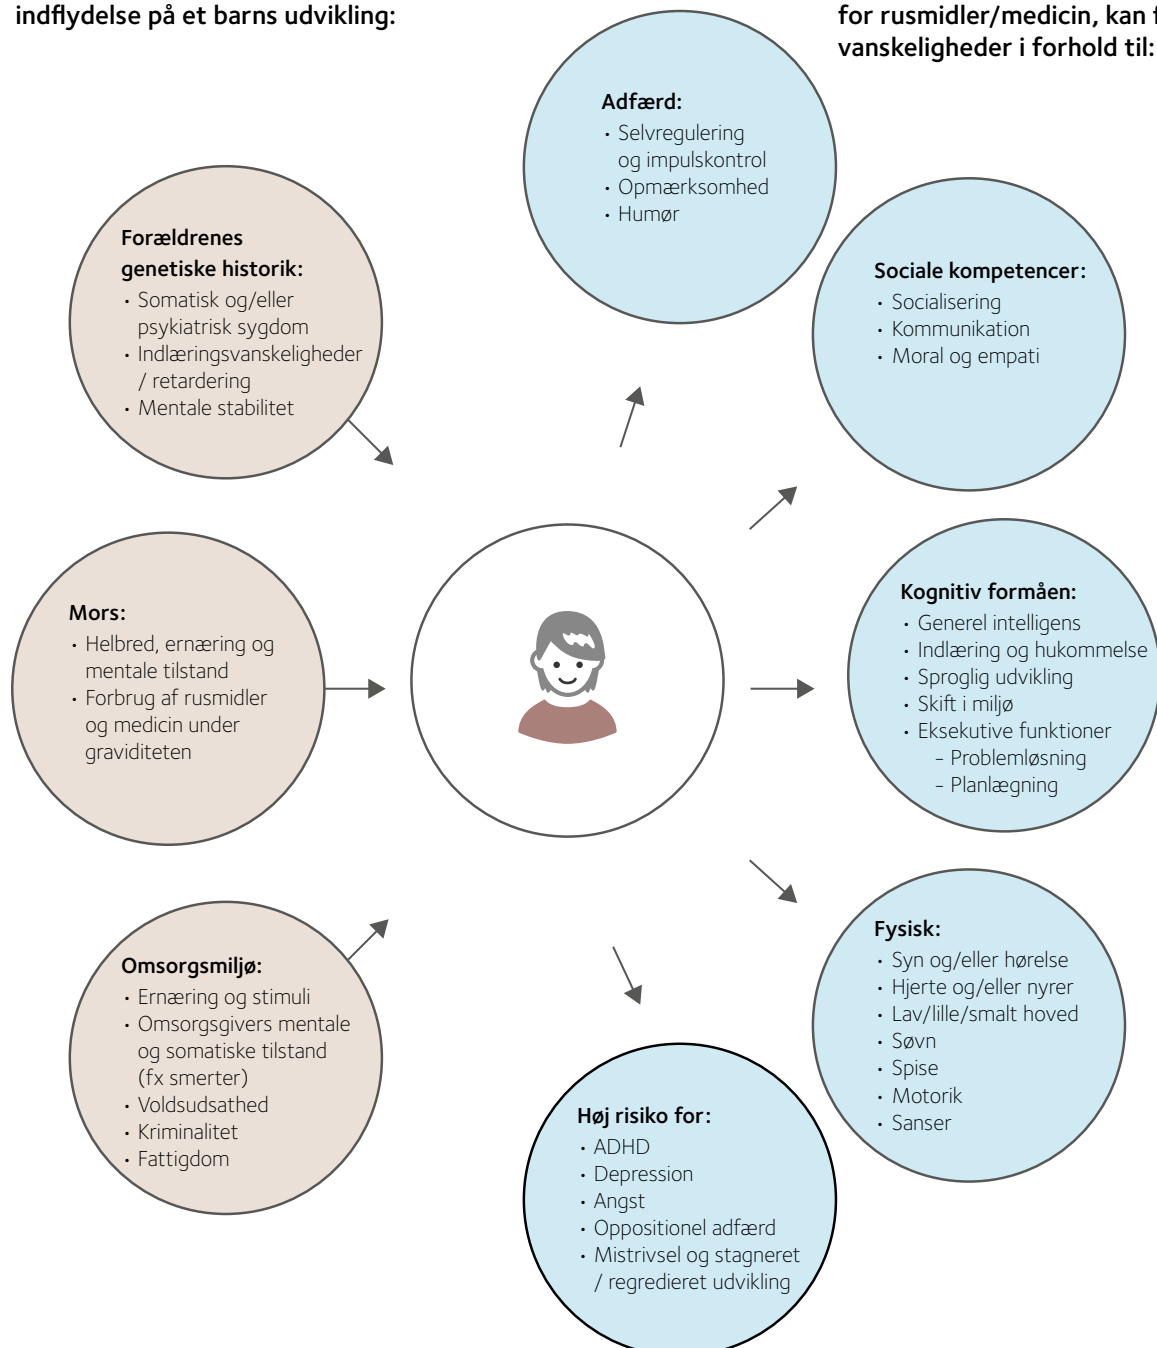 indflydelse på et barns udvikling:
for rusmidler/medicin, kan
vanskeligheder i forhold til:
Adfærd:
• Selvregulering
og impulskontrol
• Opmærksomhed
• Humør
Forældrenes
genetiske historik:
• Somatisk og/eller
psykiatrisk sygdom
• Indlæringsvanskeligheder
/ retardering
• Mentale stabilitet
Sociale kompetencer:
• Socialisering
• Kommunikation
• Moral og empati
Mors:
• Helbred, ernæring og
mentale tilstand
• Forbrug af rusmidler
og medicin under
graviditeten
Kognitiv formåen:
• Generel intelligens
• Indlæring og hukommelse
• Sproglig udvikling
• Skift i miljø
• Eksekutive funktioner
– Problemløsning
– Planlægning
Omsorgsmiljø:
• Ernæring og stimuli
• Omsorgsgivers mentale
og somatiske tilstand
(fx smerter)
• Voldsudsathed
• Kriminalitet
• Fattigdom
Fysisk:
• Syn og/eller hørelse
• Hjerte og/eller nyrer
• Lav/lille/smalt hoved
• Søvn
• Spise
• Motorik
• Sanser
Høj risiko for:
• ADHD
• Depression
• Angst
• Oppositionel adfærd
• Mistrivsel og stagneret
/ regredieret udvikling